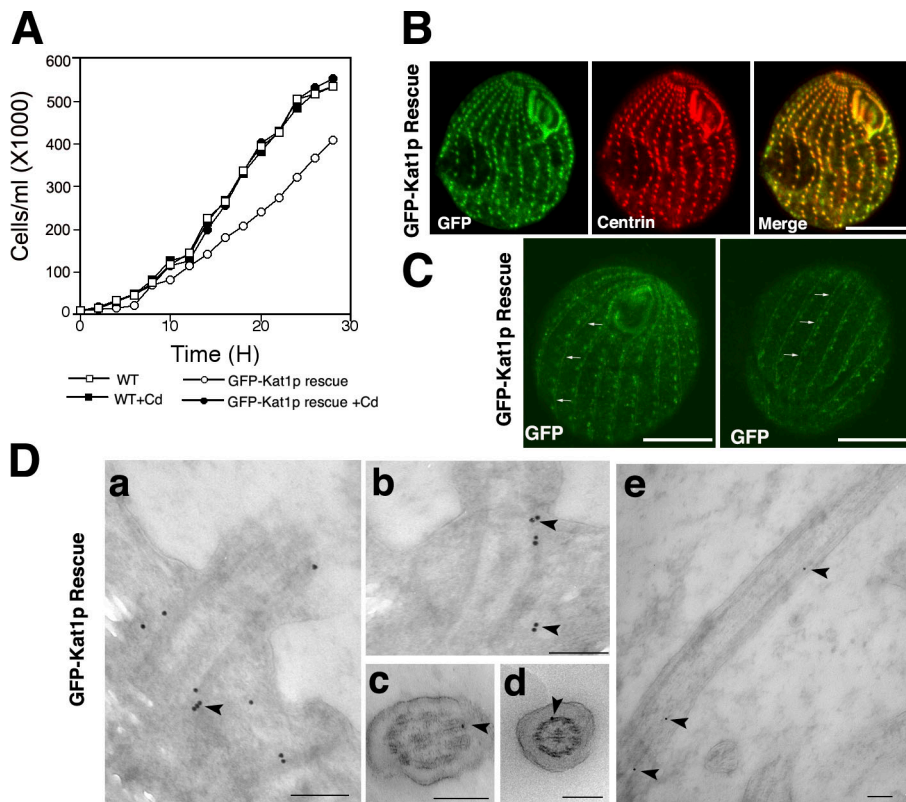 A
Cells/ml (X1000)
600
500
400
300
200
100
0
0 10 20 30
Time (H)
WT
GFP-Kat1p rescue
WT+Cd
GFP-Kat1p rescue +Cd
B
GFP-Kat1p Rescue
GFP
Centrin
Merge
C
GFP-Kat1p Rescue
GFP
GFP
D
GFP-Kat1p Rescue
a
b
c
d
e